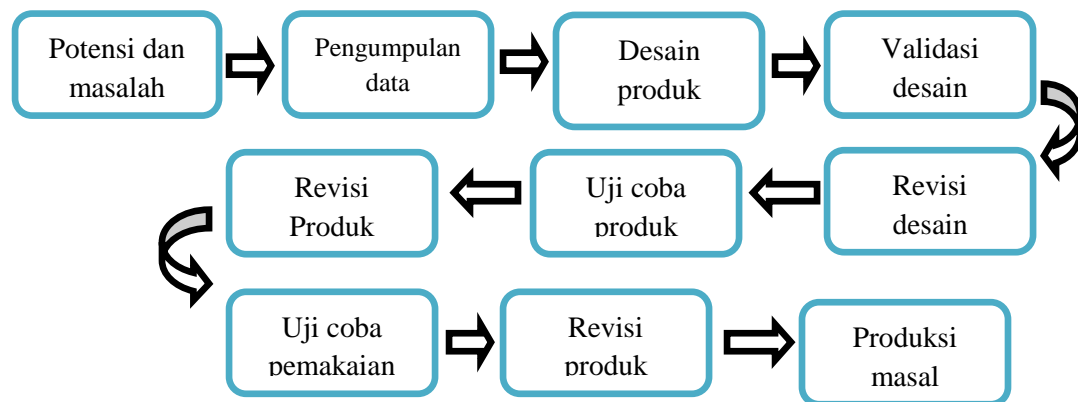 Potensi dan
masalah
Pengumpulan
data
Desain
produk
Validasi
desain
Revisi
desain
Uji coba
produk
Revisi
Produk
Uji coba
pemakaian
Revisi
produk
Produksi
masal